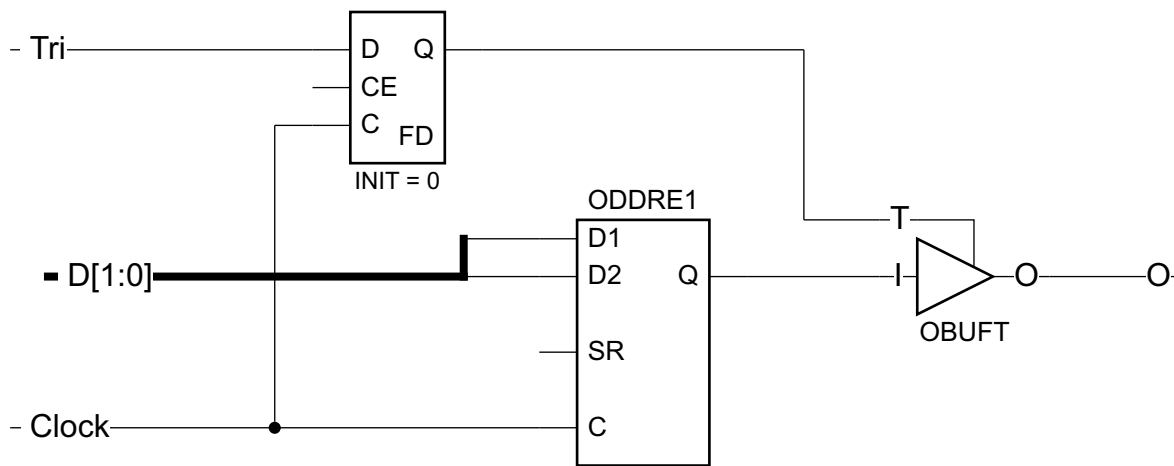 Tri
D Q
CE
C
FD
INIT = 0
ODDRE1
D1
D[1:0]
D2 Q
SR
Clock
C
T
I
O
O
OBUFT